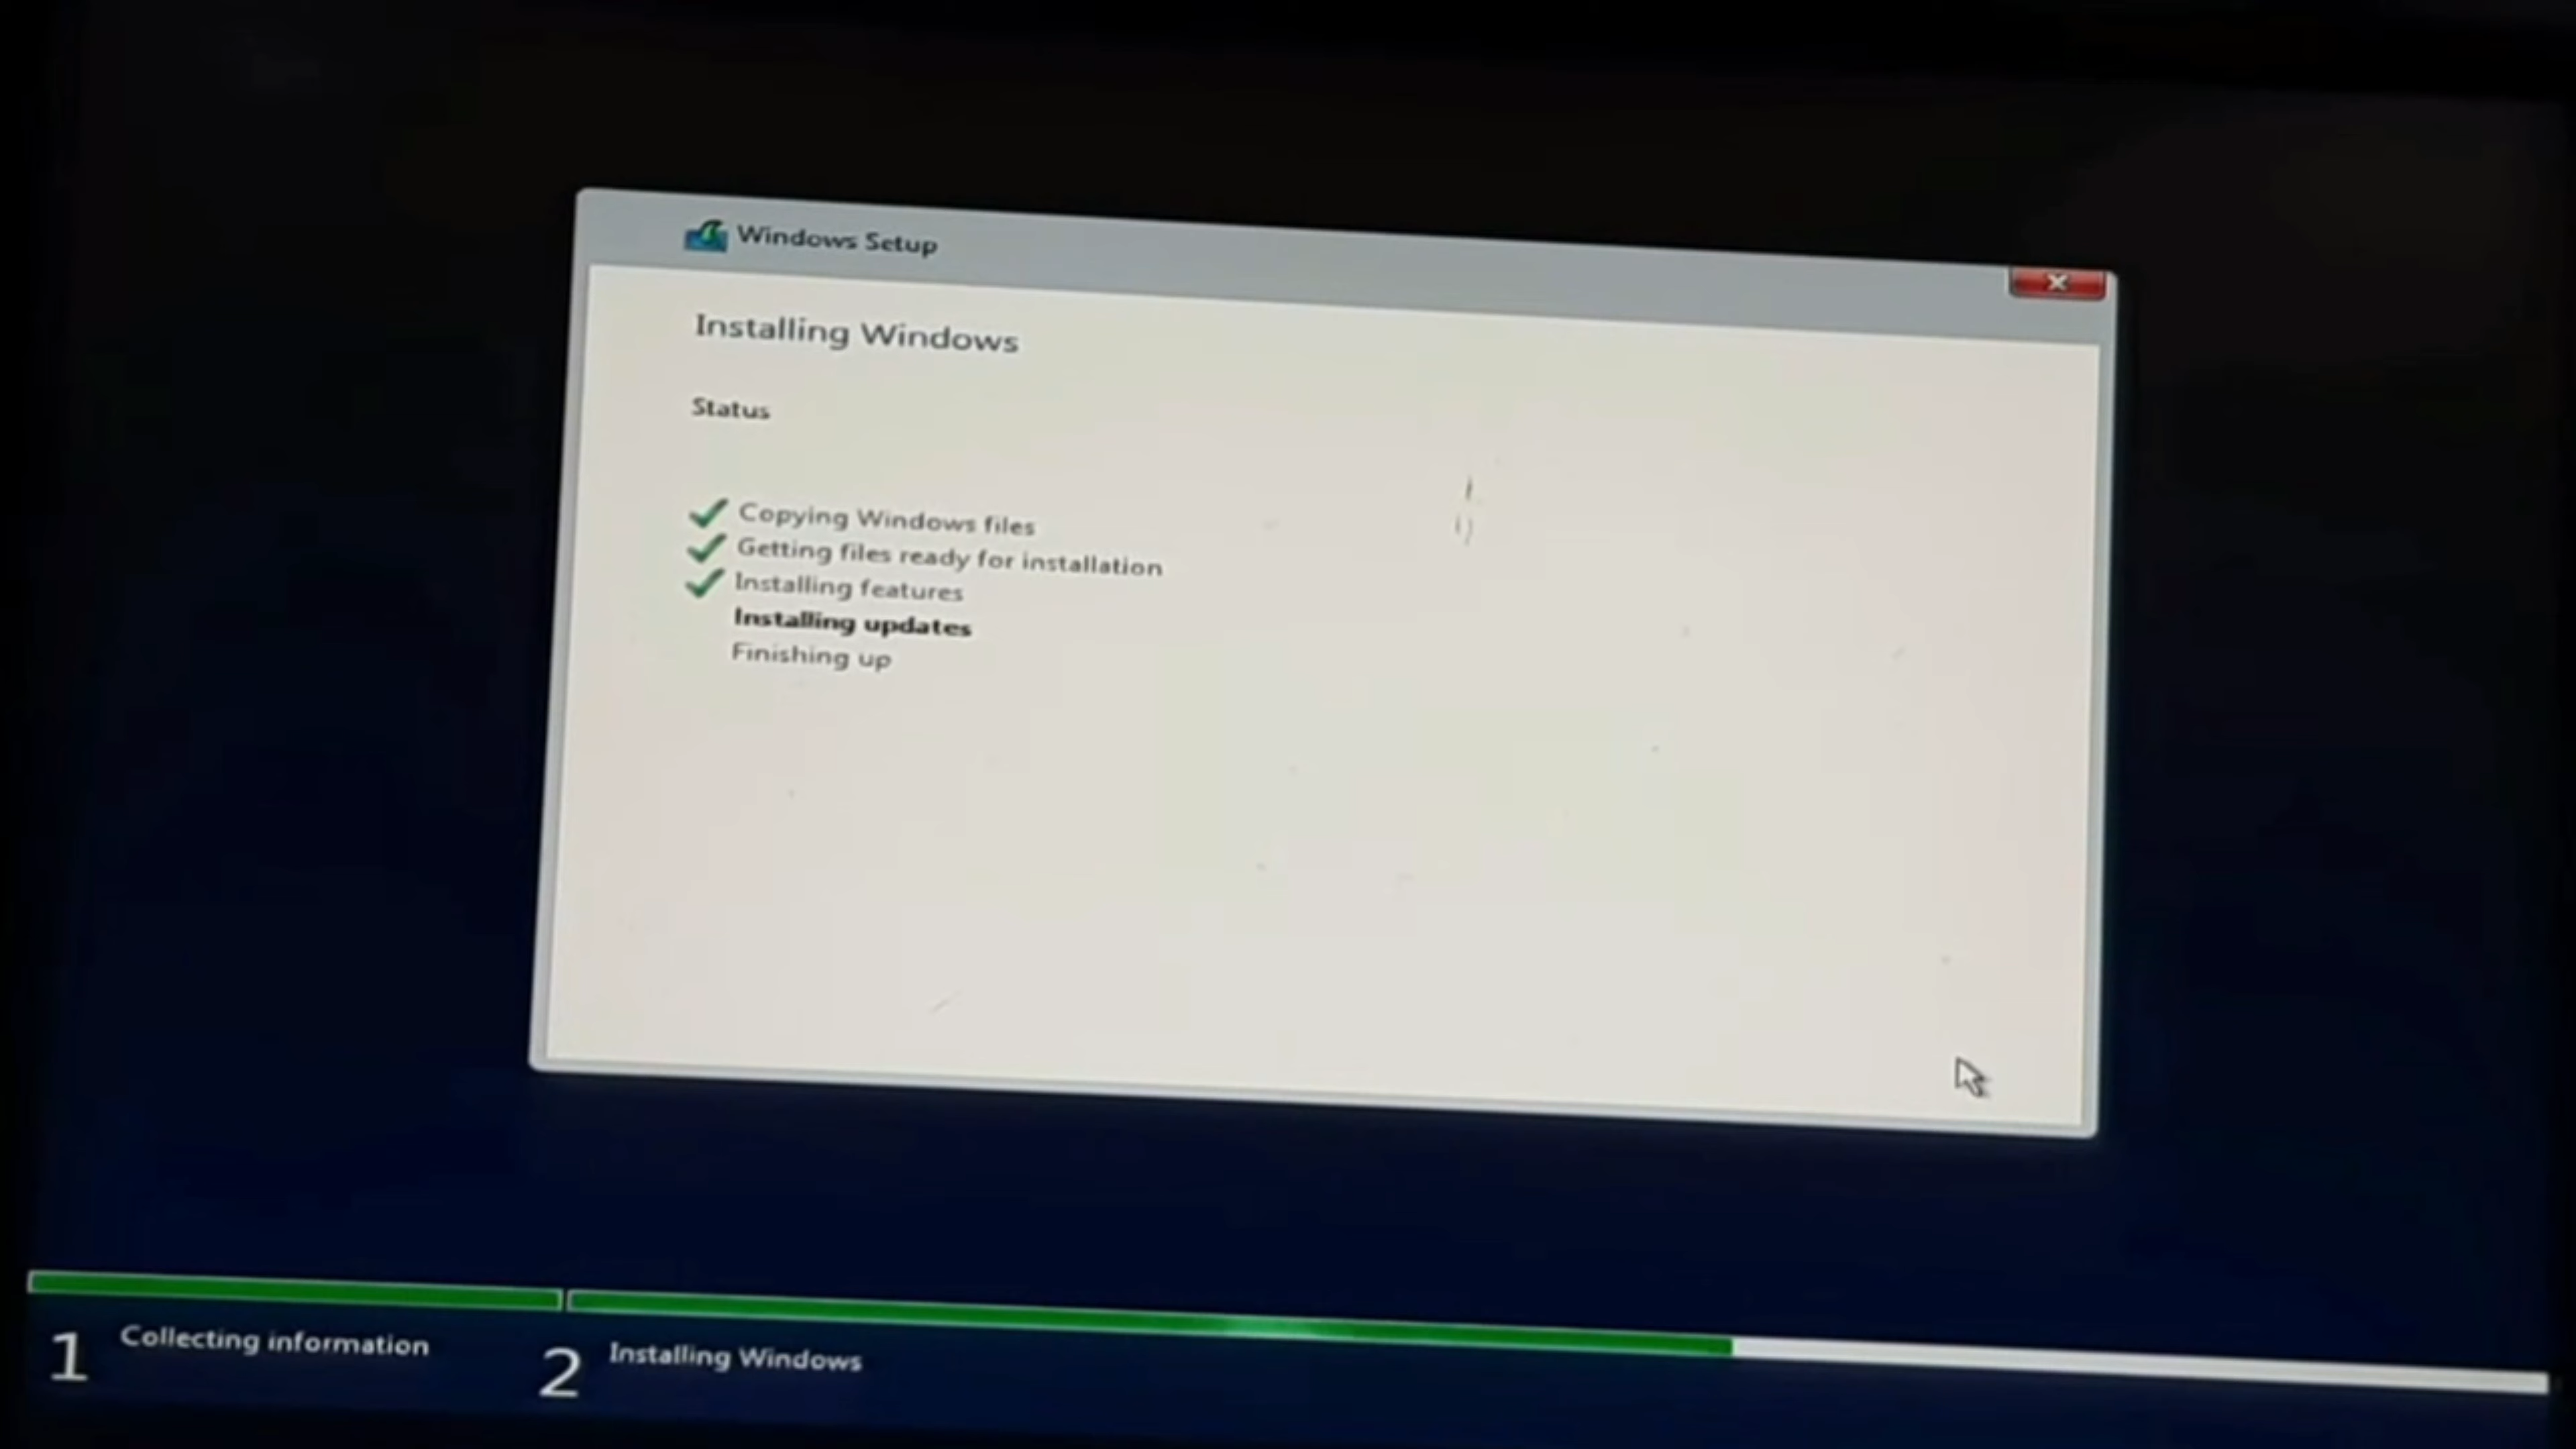 Windows Setup
Installing Windows
Status
Copying Windows files
Getting files ready for installation
Installing features
Installing updates
Finishing up
1 Collecting information
2 Installing Windows